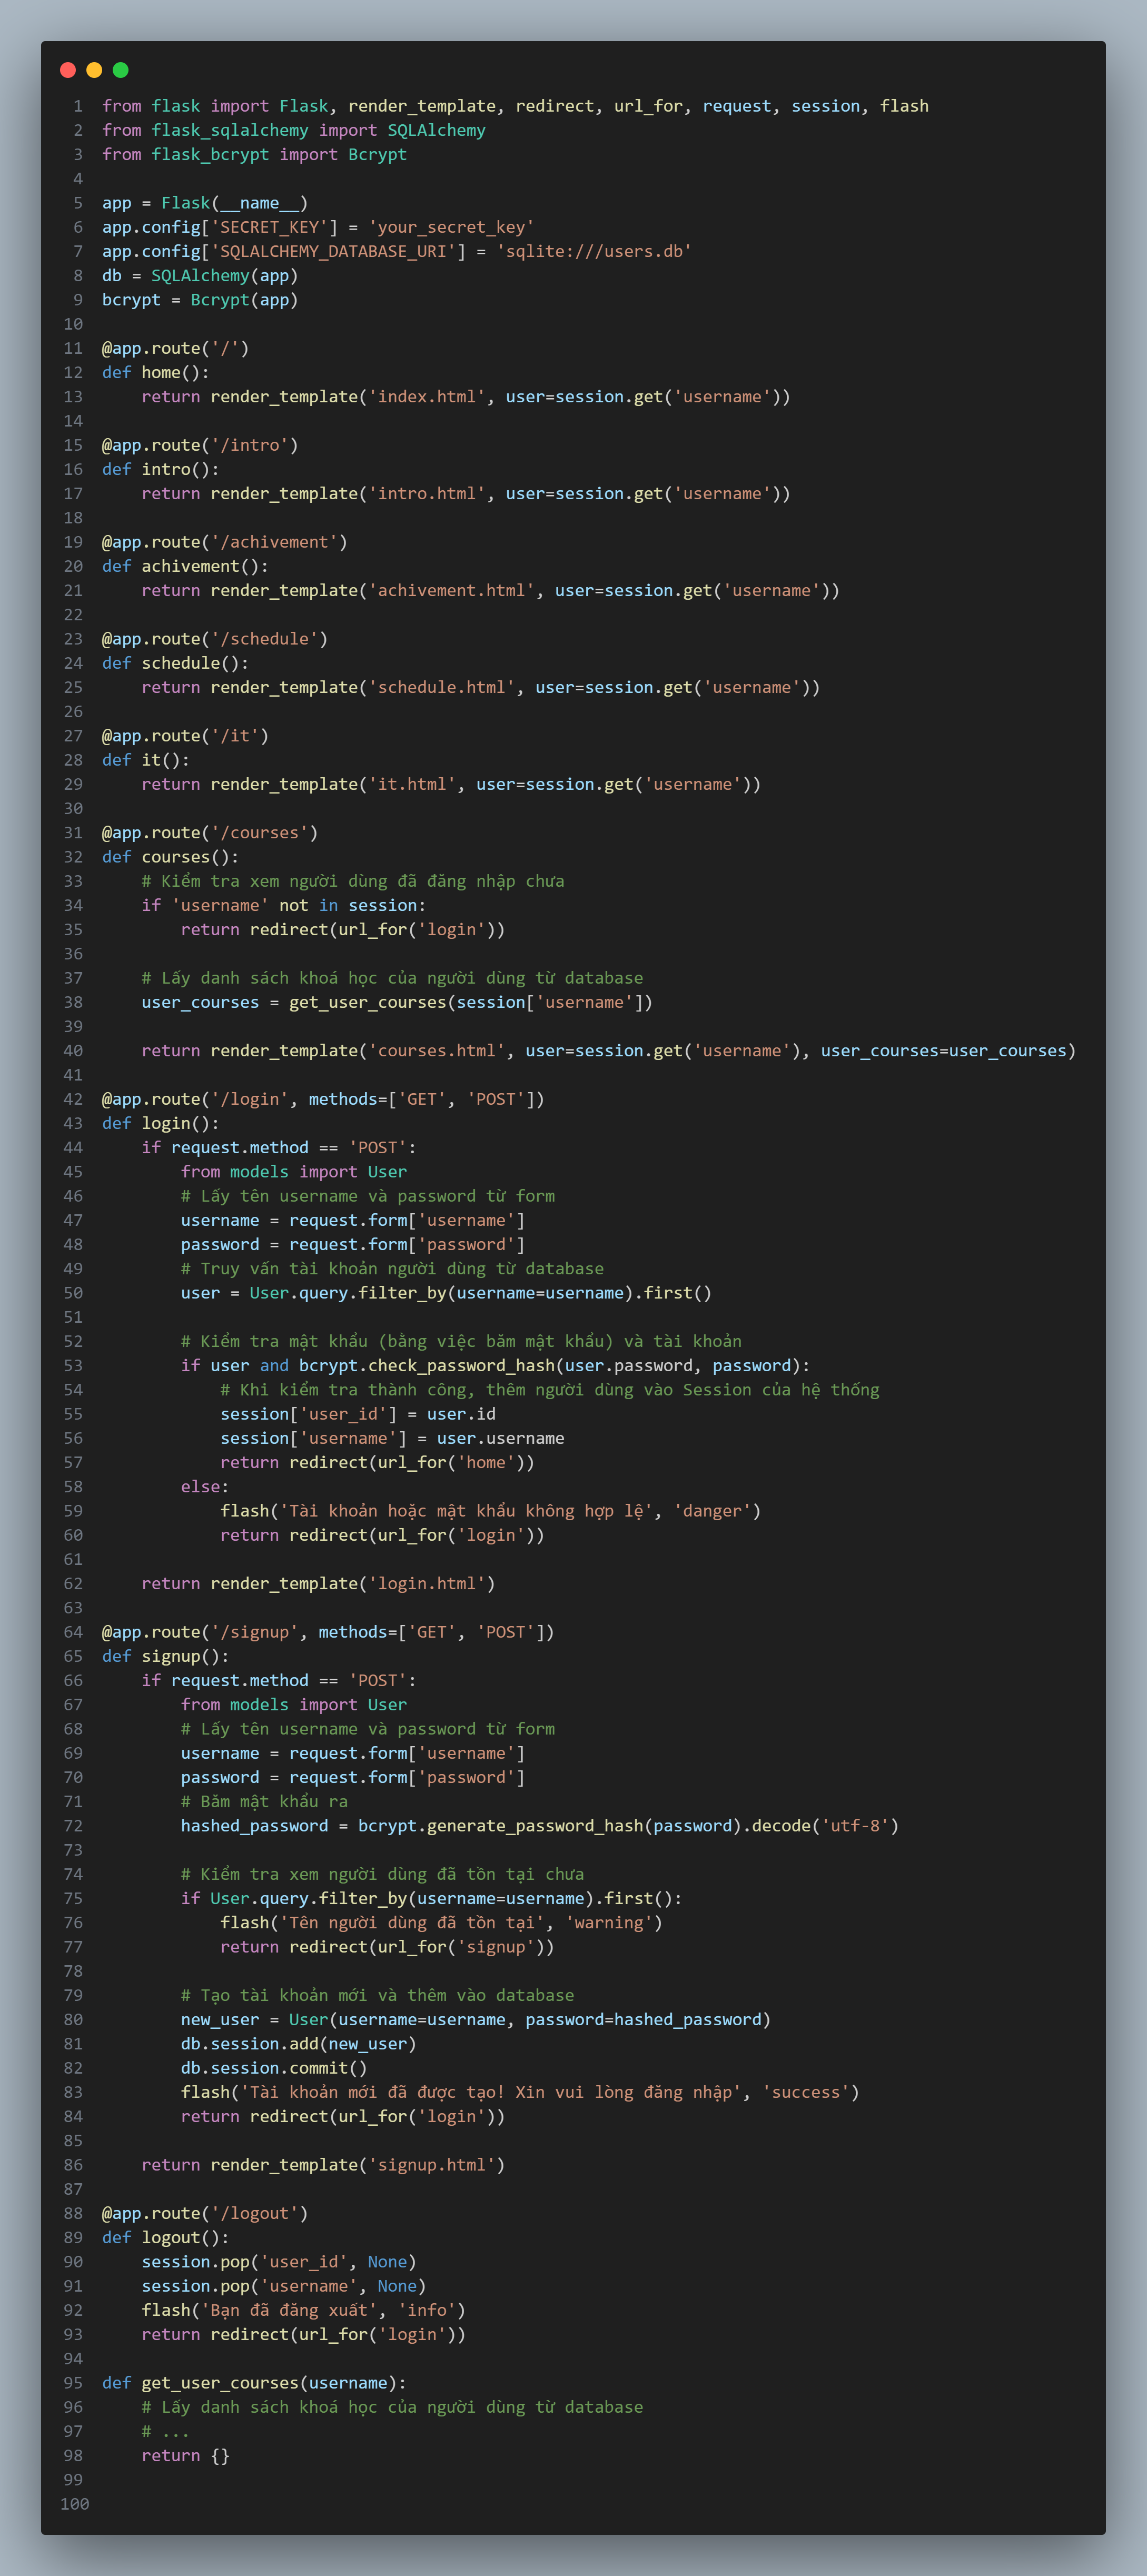 1 from flask import Flask, render_template, redirect, url_for, request, session, flash
2 from flask_sqlalchemy import SQLAlchemy
3 from flask_bcrypt import Bcrypt
4
5 app = Flask(__name__)
6 app.config['SECRET_KEY'] = 'your_secret_key'
7 app.config['SQLALCHEMY_DATABASE_URI'] = 'sqlite:///users.db'
8 db = SQLAlchemy(app)
9 bcrypt = Bcrypt(app)
10
11 @app.route('/')
12 def home():
13     return render_template('index.html', user=session.get('username'))
14
15 @app.route('/intro')
16 def intro():
17     return render_template('intro.html', user=session.get('username'))
18
19 @app.route('/achivement')
20 def achivement():
21     return render_template('achivement.html', user=session.get('username'))
22
23 @app.route('/schedule')
24 def schedule():
25     return render_template('schedule.html', user=session.get('username'))
26
27 @app.route('/it')
28 def it():
29     return render_template('it.html', user=session.get('username'))
30
31 @app.route('/courses')
32 def courses():
33     # Kiểm tra xem người dùng đã đăng nhập chưa
34     if 'username' not in session:
35         return redirect(url_for('login'))
36
37     # Lấy danh sách khoá học của người dùng từ database
38     user_courses = get_user_courses(session['username'])
39
40     return render_template('courses.html', user=session.get('username'), user_courses=user_courses)
41
42 @app.route('/login', methods=['GET', 'POST'])
43 def login():
44     if request.method == 'POST':
45         from models import User
46         # Lấy tên username và password từ form
47         username = request.form['username']
48         password = request.form['password']
49         # Truy vấn tài khoản người dùng từ database
50         user = User.query.filter_by(username=username).first()
51
52         # Kiểm tra mật khẩu (bằng việc băm mật khẩu) và tài khoản
53         if user and bcrypt.check_password_hash(user.password, password):
54             # Khi kiểm tra thành công, thêm người dùng vào Session của hệ thống
55             session['user_id'] = user.id
56             session['username'] = user.username
57             return redirect(url_for('home'))
58         else:
59             flash('Tài khoản hoặc mật khẩu không hợp lệ', 'danger')
60             return redirect(url_for('login'))
61
62     return render_template('login.html')
63
64 @app.route('/signup', methods=['GET', 'POST'])
65 def signup():
66     if request.method == 'POST':
67         from models import User
68         # Lấy tên username và password từ form
69         username = request.form['username']
70         password = request.form['password']
71         # Băm mật khẩu ra
72         hashed_password = bcrypt.generate_password_hash(password).decode('utf-8')
73
74         # Kiểm tra xem người dùng đã tồn tại chưa
75         if User.query.filter_by(username=username).first():
76             flash('Tên người dùng đã tồn tại', 'warning')
77             return redirect(url_for('signup'))
78
79         # Tạo tài khoản mới và thêm vào database
80         new_user = User(username=username, password=hashed_password)
81         db.session.add(new_user)
82         db.session.commit()
83         flash('Tài khoản mới đã được tạo! Xin vui lòng đăng nhập', 'success')
84         return redirect(url_for('login'))
85
86     return render_template('signup.html')
87
88 @app.route('/logout')
89 def logout():
90     session.pop('user_id', None)
91     session.pop('username', None)
92     flash('Bạn đã đăng xuất', 'info')
93     return redirect(url_for('login'))
94
95 def get_user_courses(username):
96     # Lấy danh sách khoá học của người dùng từ database
97     # ...
98     return {}
99
100